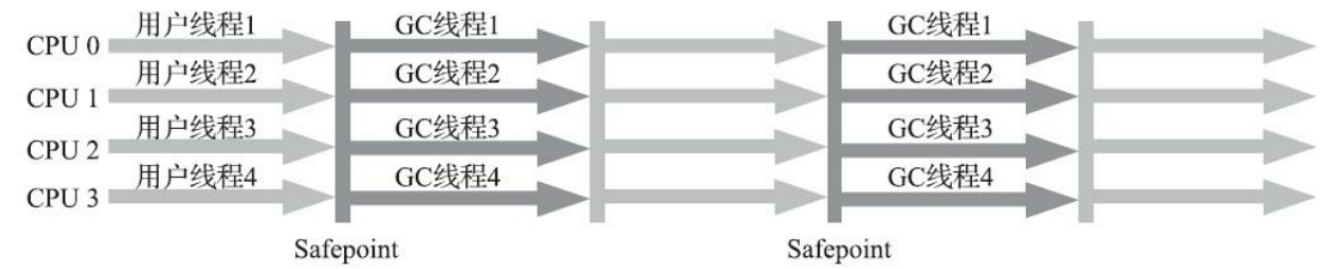 用户线程1 GC线程1 GC线程1
CPU 0
用户线程2 GC线程2 GC线程2
CPU 1
用户线程3 GC线程3 GC线程3
CPU 2
用户线程4 GC线程4 GC线程4
CPU 3
Safepoint Safepoint